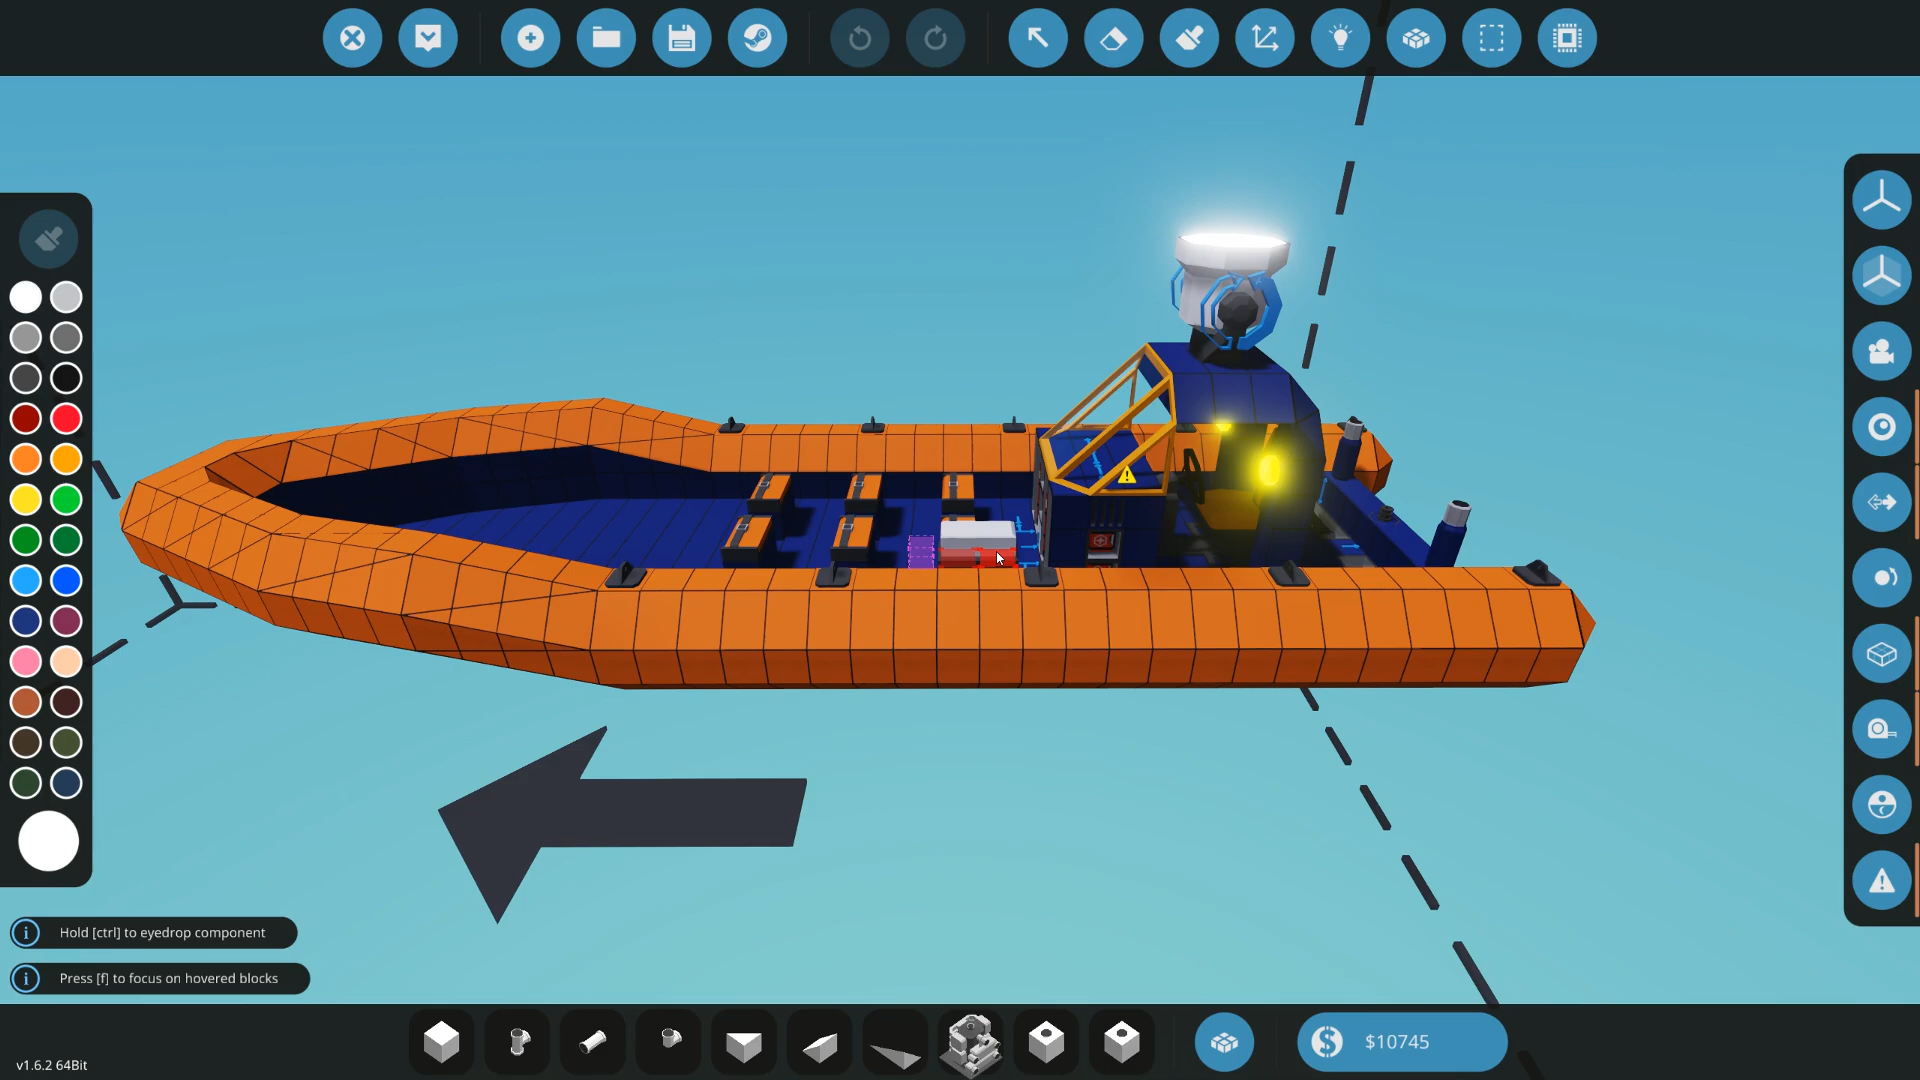 Hold [ctrl] to eyedrop component
Press [f] to focus on hovered blocks
v1.6.2 64Bit
$10745